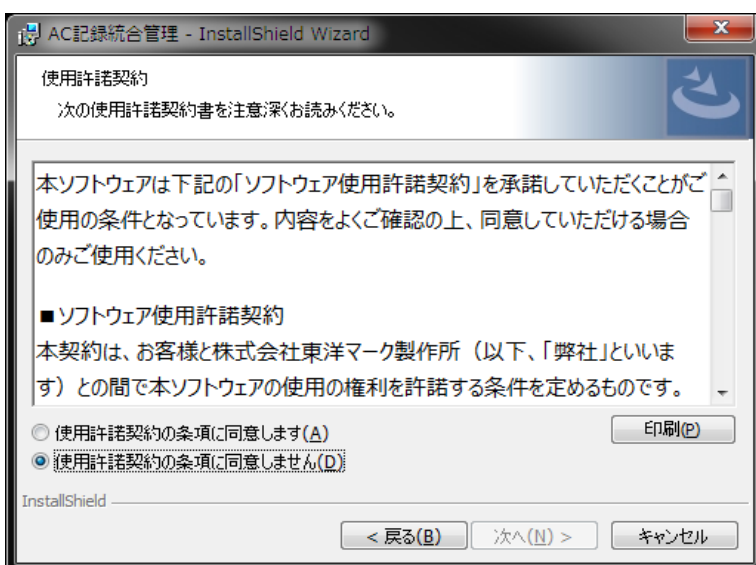 AC記録統合管理 - InstallShield Wizard
使用許諾契約
次の使用許諾契約書を注意深くお読みください。
本ソフトウェアは下記の「ソフトウェア使用許諾契約」を承諾していただくことがご
使用の条件となっています。内容をよくご確認の上、同意していただける場合
のみご使用ください。
■ソフトウェア使用許諾契約
本契約は、お客様と株式会社東洋マーク製作所（以下、「弊社」といいま
す）との間で本ソフトウェアの使用の権利を許諾する条件を定めるものです。
使用許諾契約の条項に同意します(A)
印刷(P)
使用許諾契約の条項に同意しません(D)
InstallShield
< 戻る(B)
次へ(N) >
キャンセル